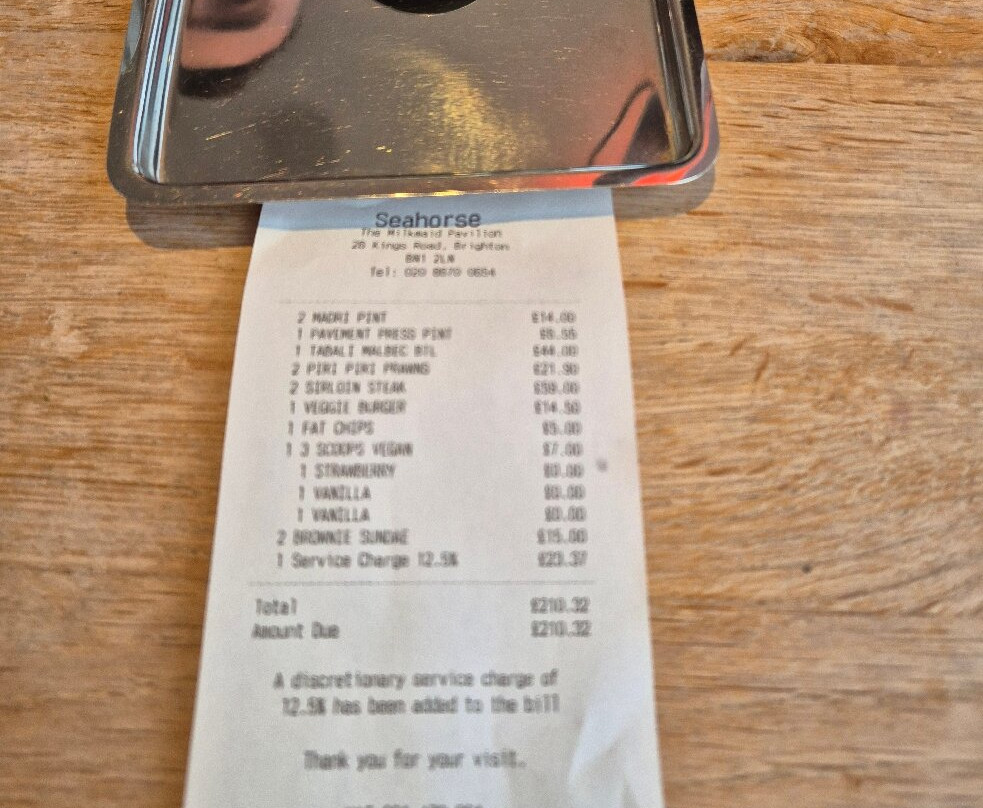 Seahorse
The Milkmaid Pavilion
28 Kings Road, Brighton
BN1 2LN
Tel: 020 8670 0654
2 MADRI PINT £14.00
1 PAVEMENT PRESS PINT £6.55
1 TABALI MALBEC BTL £44.00
2 PIRI PIRI PRAWNS £21.90
2 SIRLOIN STEAK £59.00
1 VEGGIE BURGER £14.50
1 FAT CHIPS £5.00
1 3 SCOOPS VEGAN £7.00
1 STRAWBERRY £0.00
1 VANILLA £0.00
1 VANILLA £0.00
2 BROWNIE SUNDAE £15.00
1 Service Charge 12.5% £23.37
Total £210.32
Amount Due £210.32
A discretionary service charge of
12.5% has been added to the bill
Thank you for your visit.